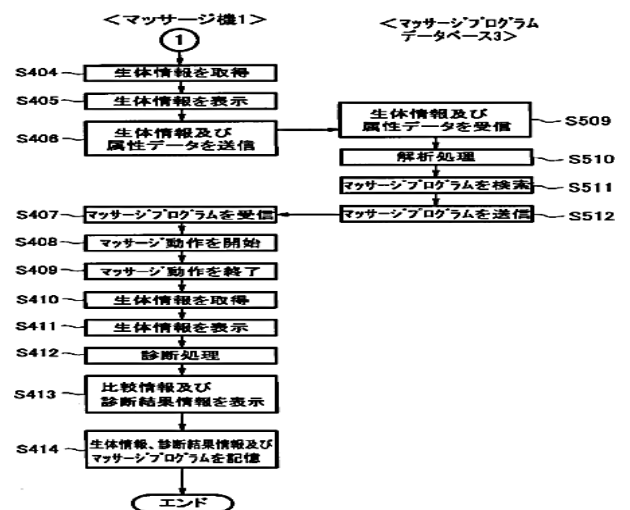 <マッサージ機1>
1
S404 生体情報を取得
S405 生体情報を表示
S406 生体情報及び
属性データを送信
<マッサージプログラム
データベース3>
生体情報及び
属性データを受信 S509
解析処理 S510
マッサージプログラムを検索 S511
マッサージプログラムを送信 S512
S407 マッサージプログラムを受信
S408 マッサージ動作を開始
S409 マッサージ動作を終了
S410 生体情報を取得
S411 生体情報を表示
S412 診断処理
S413 比較情報及び
診断結果情報を表示
S414 生体情報、診断結果情報及び
マッサージプログラムを記憶
エンド